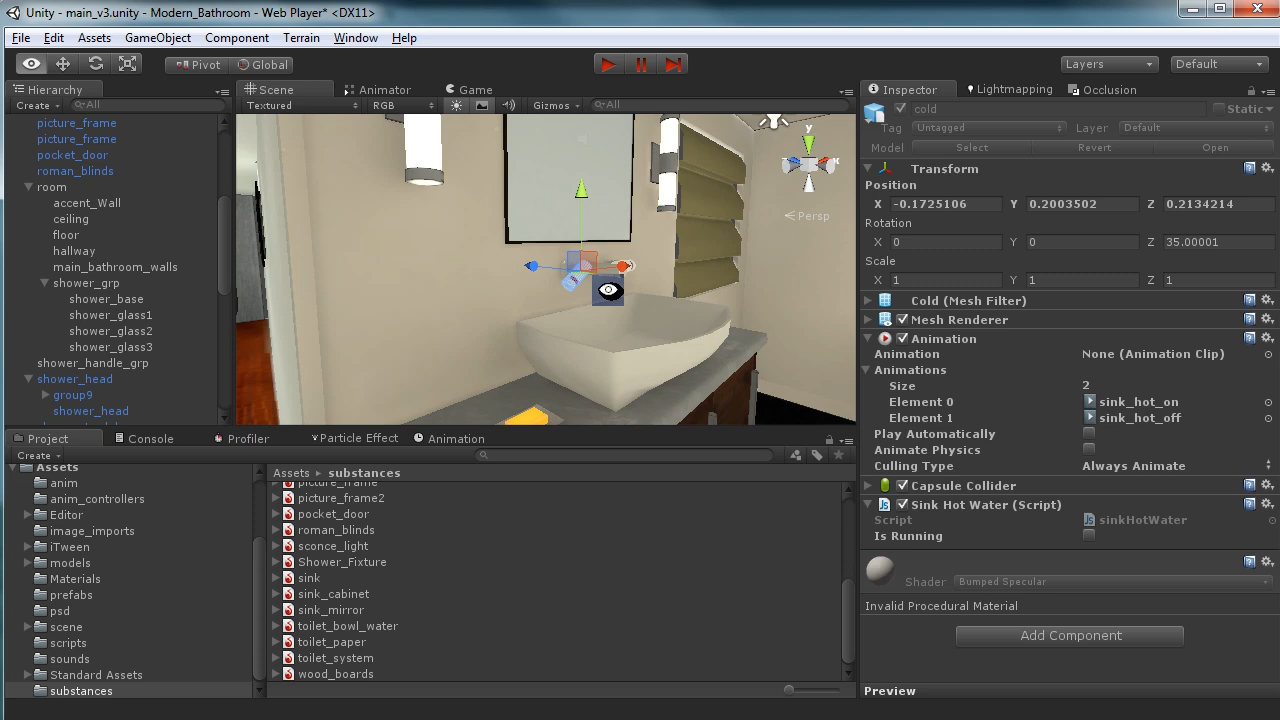 Unity - main_v3.unity - Modern_Bathroom - Web Player* <DX11>
File Edit Assets GameObject Component Terrain Window Help
Pivot Global Layers Default
Hierarchy
Create All
picture_frame
picture_frame
pocket_door
roman_blinds
room
accent_Wall
ceiling
floor
hallway
main_bathroom_walls
shower_grp
shower_base
shower_glass1
shower_glass2
shower_glass3
shower_handle_grp
shower_head
group9
shower_head
Scene Animator Game
Textured RGB Gizmos All
y
x
Persp
Inspector Lightmapping Occlusion
cold Static
Tag Untagged Layer Default
Model Select Revert Open
Transform
Position
X -0.1725106 Y 0.2003502 Z 0.2134214
Rotation
X 0 Y 0 Z 35.00001
Scale
X 1 Y 1 Z 1
Cold (Mesh Filter)
Mesh Renderer
Animation
Animation None (Animation Clip)
Animations
Size 2
Element 0 sink_hot_on
Element 1 sink_hot_off
Play Automatically
Animate Physics
Culling Type Always Animate
Capsule Collider
Sink Hot Water (Script)
Script sinkHotWater
Is Running
Shader Bumped Specular
Invalid Procedural Material
Add Component
Preview
Project Console Profiler Particle Effect Animation
Create
Assets
anim
anim_controllers
Editor
image_imports
iTween
models
Materials
prefabs
psd
scene
scripts
sounds
Standard Assets
substances
Assets substances
picture_frame
picture_frame2
pocket_door
roman_blinds
sconce_light
Shower_Fixture
sink
sink_cabinet
sink_mirror
toilet_bowl_water
toilet_paper
toilet_system
wood_boards